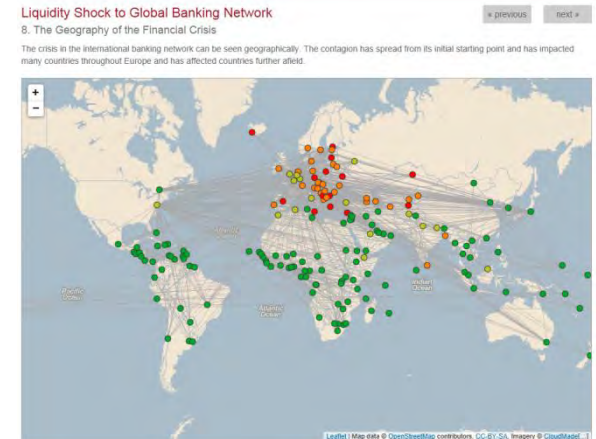 Liquidity Shock to Global Banking Network
« previous
next »
8. The Geography of the Financial Crisis
The crisis in the international banking network can be seen geographically. The contagion has spread from its initial starting point and has impacted
many countries throughout Europe and has affected countries further afield.
+
−
Atlantic
Ocean
Pacific
Ocean
Indian
Ocean
Leaflet | Map data © OpenStreetMap contributors, CC-BY-SA, Imagery © CloudMade